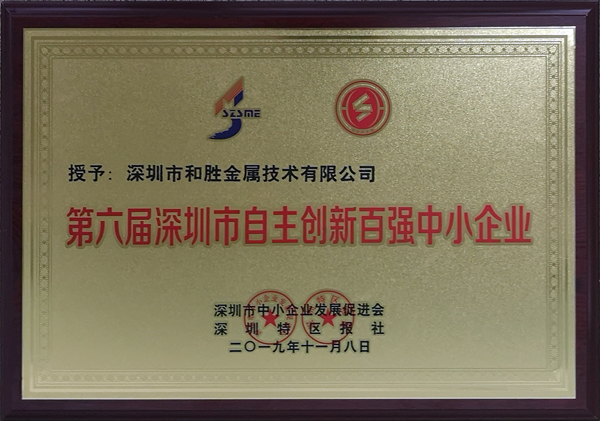 SZSME
授予：深圳市和胜金属技术有限公司
第六届深圳市自主创新百强中小企业
深圳市中小企业发展促进会
深圳特区报社
二〇一九年十一月八日